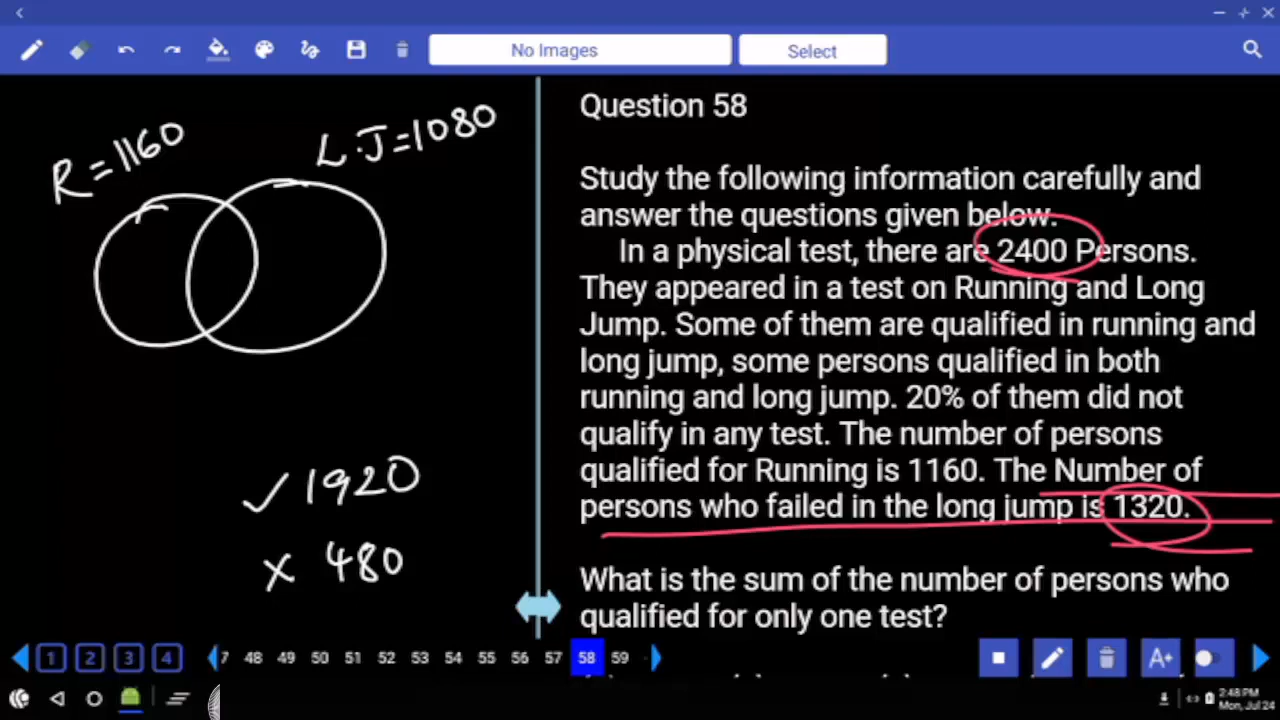 No Images
Select
R=1160
L.J=1080
✓ 1920
× 480
Question 58
Study the following information carefully and
answer the questions given below.
In a physical test, there are 2400 Persons.
They appeared in a test on Running and Long
Jump. Some of them are qualified in running and
long jump, some persons qualified in both
running and long jump. 20% of them did not
qualify in any test. The number of persons
qualified for Running is 1160. The Number of
persons who failed in the long jump is 1320.
What is the sum of the number of persons who
qualified for only one test?
1 2 3 4 7 48 49 50 51 52 53 54 55 56 57 58 59
A+
2:48 PM
Mon, Jul 24